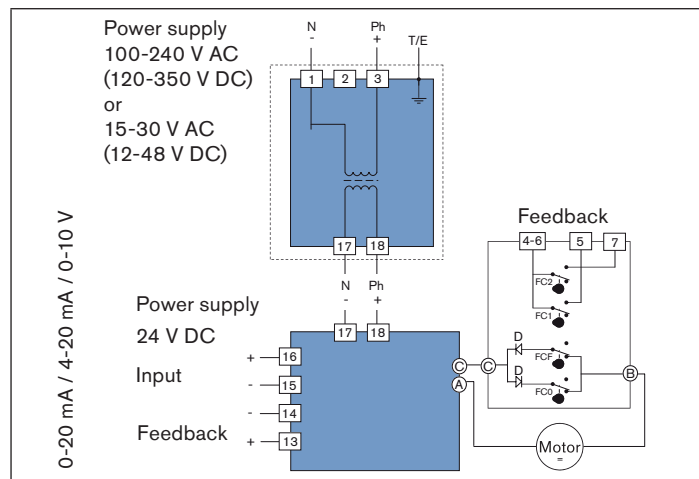 Power supply
100-240 V AC
(120-350 V DC)
or
15-30 V AC
(12-48 V DC)
N
-
Ph
+
T/E
1
2
3
17
18
N
-
Ph
+
0-20 mA / 4-20 mA / 0-10 V
Power supply
24 V DC
17
18
+
16
Input
-
15
-
14
Feedback
+
13
C
A
Feedback
4-6
5
7
FC2
FC1
D
FCF
D
FC0
C
B
Motor
=